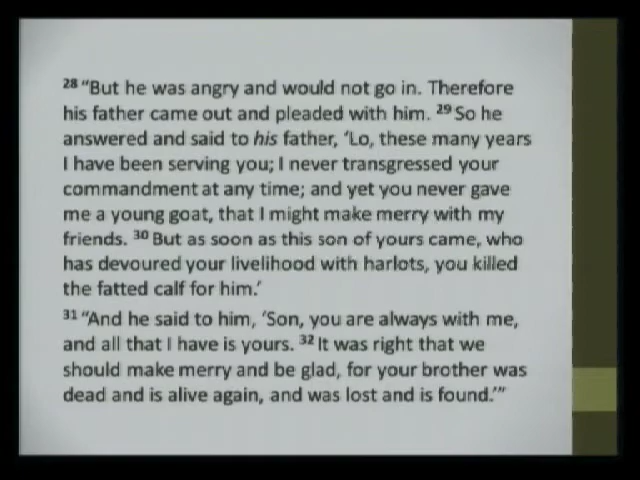 28 “But he was angry and would not go in. Therefore
his father came out and pleaded with him. 29 So he
answered and said to his father, ‘Lo, these many years
I have been serving you; I never transgressed your
commandment at any time; and yet you never gave
me a young goat, that I might make merry with my
friends. 30 But as soon as this son of yours came, who
has devoured your livelihood with harlots, you killed
the fatted calf for him.’
31 “And he said to him, ‘Son, you are always with me,
and all that I have is yours. 32 It was right that we
should make merry and be glad, for your brother was
dead and is alive again, and was lost and is found.’”